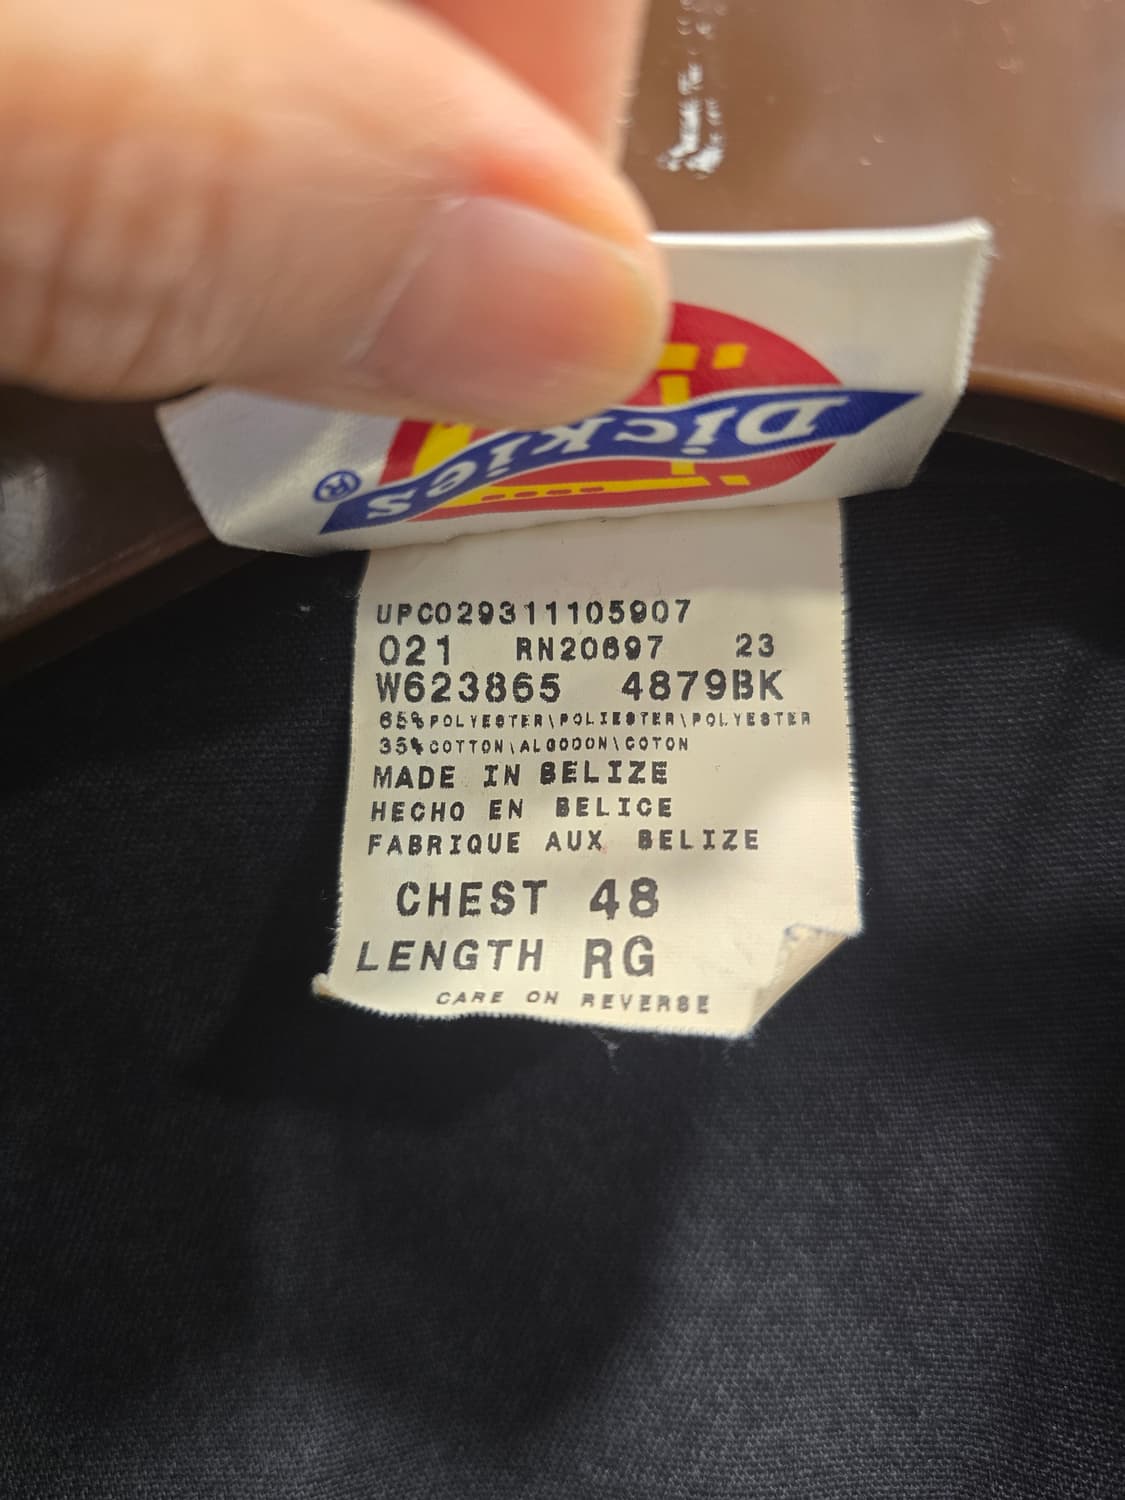 Dickies®
UPC029311105907
021 RN20697 23
W623865 4879BK
65%POLYESTER\POLIESTER\POLYESTER
35%COTTON\ALGODON\COTON
MADE IN BELIZE
HECHO EN BELICE
FABRIQUE AUX BELIZE
CHEST 48
LENGTH RG
CARE ON REVERSE